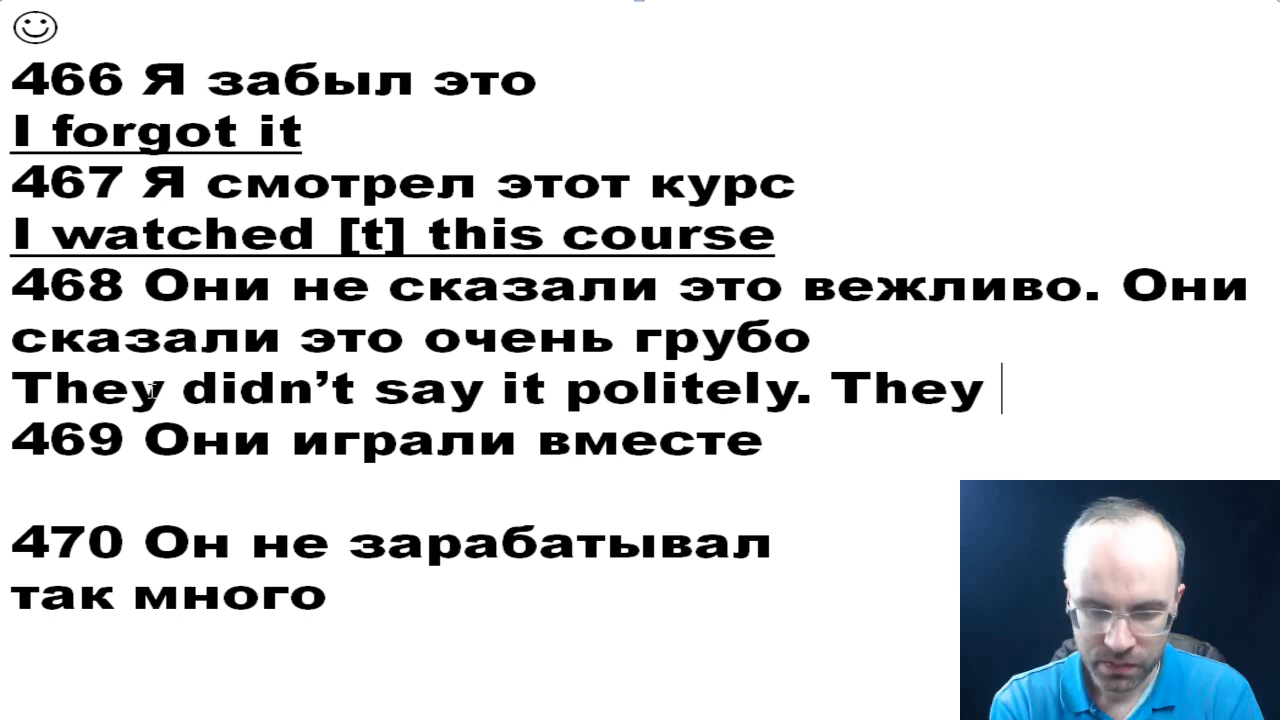 466 Я забыл это
I forgot it
467 Я смотрел этот курс
I watched [t] this course
468 Они не сказали это вежливо. Они
сказали это очень грубо
They didn’t say it politely. They
469 Они играли вместе
470 Он не зарабатывал
так много